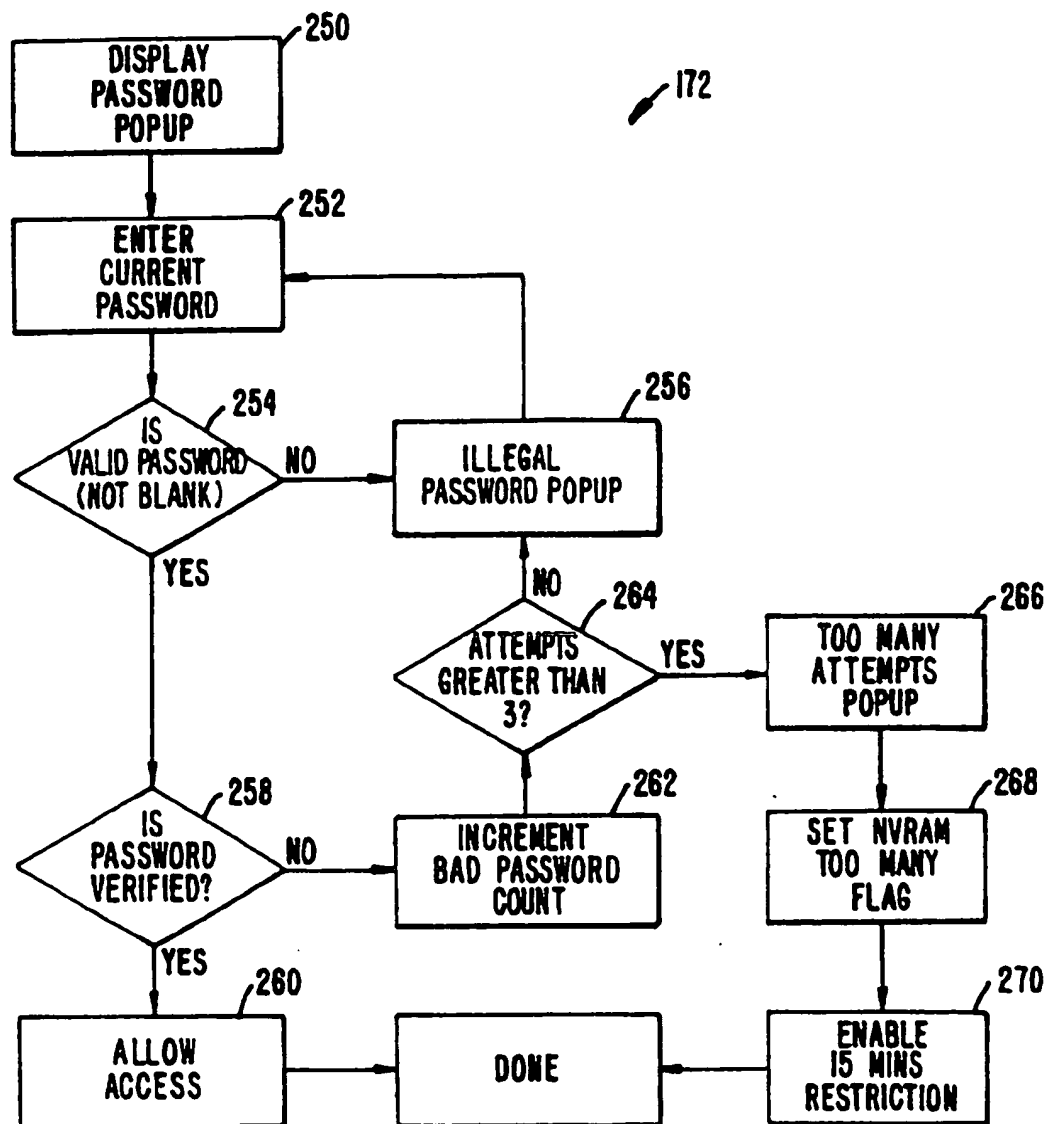 250
DISPLAY
PASSWORD
POPUP
172
252
ENTER
CURRENT
PASSWORD
254
IS
VALID PASSWORD
(NOT BLANK)
NO
YES
256
ILLEGAL
PASSWORD POPUP
NO
264
ATTEMPTS
GREATER THAN
3?
YES
266
TOO MANY
ATTEMPTS
POPUP
258
IS
PASSWORD
VERIFIED?
NO
YES
262
INCREMENT
BAD PASSWORD
COUNT
268
SET NVRAM
TOO MANY
FLAG
260
ALLOW
ACCESS
DONE
270
ENABLE
15 MINS
RESTRICTION